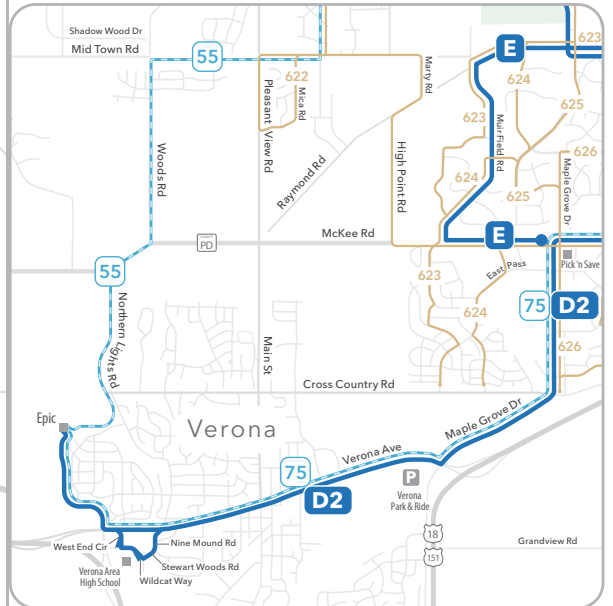 Shadow Wood Dr
Mid Town Rd
55
622
Mica Rd
Pleasant View Rd
Marty Rd
E
623
624
625
623
Muir Field Rd
626
Maple Grove Dr
624
625
Woods Rd
Raymond Rd
High Point Rd
McKee Rd
PD
E
East Pass
Pick 'n Save
55
623
624
75
D2
626
Northern Lights Rd
Main St
Cross Country Rd
Epic
Verona
Maple Grove Dr
Verona Ave
75
D2
P
Verona
Park & Ride
18
151
Grandview Rd
West End Cir
Nine Mound Rd
Stewart Woods Rd
Verona Area
High School
Wildcat Way